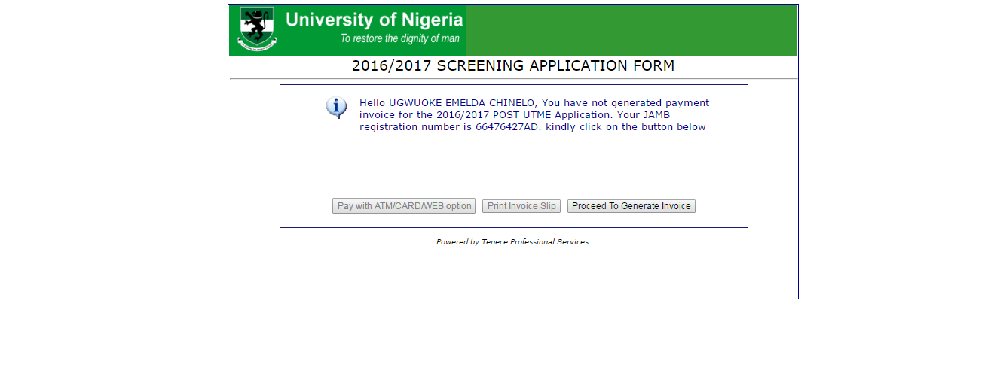 University of Nigeria
To restore the dignity of man
2016/2017 SCREENING APPLICATION FORM
Hello UGWUOKE EMELDA CHINELO, You have not generated payment
invoice for the 2016/2017 POST UTME Application. Your JAMB
registration number is 66476427AD. kindly click on the button below
Pay with ATM/CARD/WEB option Print Invoice Slip Proceed To Generate Invoice
Powered by Tenece Professional Services